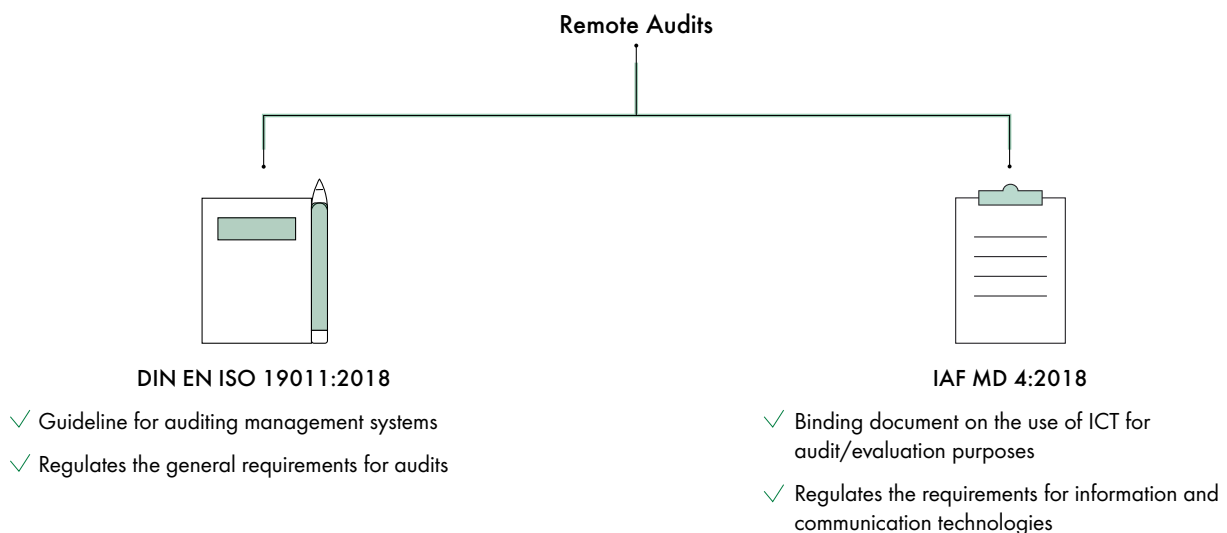 Remote Audits
DIN EN ISO 19011:2018
Guideline for auditing management systems
Regulates the general requirements for audits
IAF MD 4:2018
Binding document on the use of ICT for
audit/evaluation purposes
Regulates the requirements for information and
communication technologies